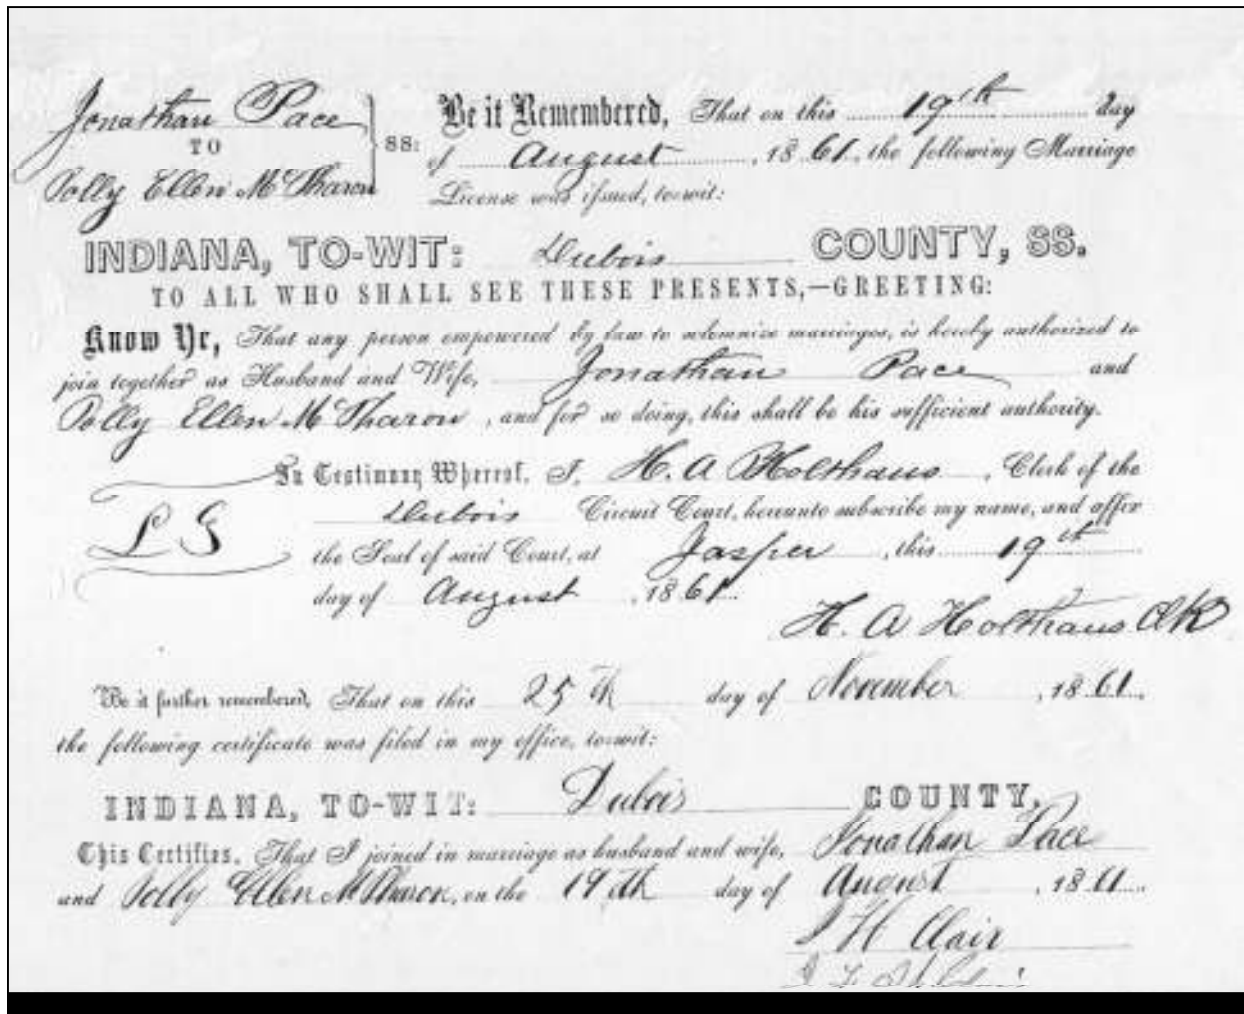 Jonathan Pace
TO
Polly Ellen McTharon
SS:
Be it Remembered, That on this 19th day
of August, 1861, the following Marriage
License was issued, to-wit:
INDIANA, TO-WIT: Dubois COUNTY, SS.
TO ALL WHO SHALL SEE THESE PRESENTS,—GREETING:
Know Ye, That any person empowered by law to solemnize marriages, is hereby authorized to
join together as Husband and Wife, Jonathan Pace and
Polly Ellen McTharon, and for so doing, this shall be his sufficient authority.
In Testimony Whereof, I, H. A Holthaus, Clerk of the
L S
Dubois Circuit Court, hereunto subscribe my name, and affix
the Seal of said Court, at Jasper, this 19th
day of August, 1861.
H. A Holthaus Clk
Be it further remembered, That on this 25th day of November, 1861.,
the following certificate was filed in my office, to-wit:
INDIANA, TO-WIT: Dubois COUNTY,
This Certifies, That I joined in marriage as husband and wife, Jonathan Pace
and Polly Ellen McPharon, on the 19th day of August, 1861.,
H Clair